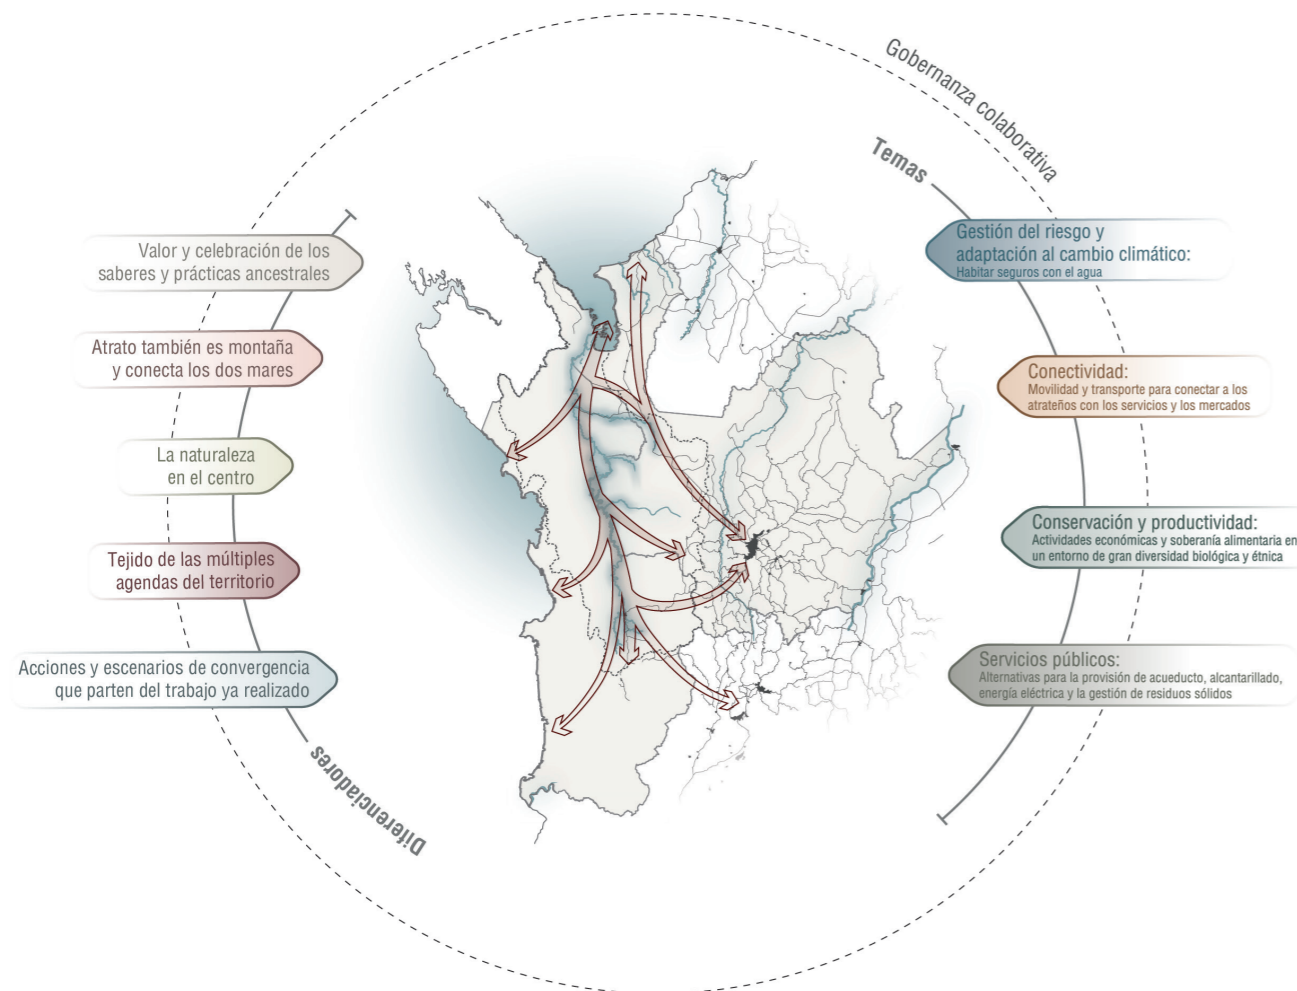 Gobernanza colaborativa
Temas
Valor y celebración de los
saberes y prácticas ancestrales
Atrato también es montaña
y conecta los dos mares
La naturaleza
en el centro
Tejido de las múltiples
agendas del territorio
Acciones y escenarios de convergencia
que parten del trabajo ya realizado
Diferenciadores
Gestión del riesgo y
adaptación al cambio climático:
Habitar seguros con el agua
Conectividad:
Movilidad y transporte para conectar a los
atrateños con los servicios y los mercados
Conservación y productividad:
Actividades económicas y soberanía alimentaria en
un entorno de gran diversidad biológica y étnica
Servicios públicos:
Alternativas para la provisión de acueducto, alcantarillado,
energía eléctrica y la gestión de residuos sólidos